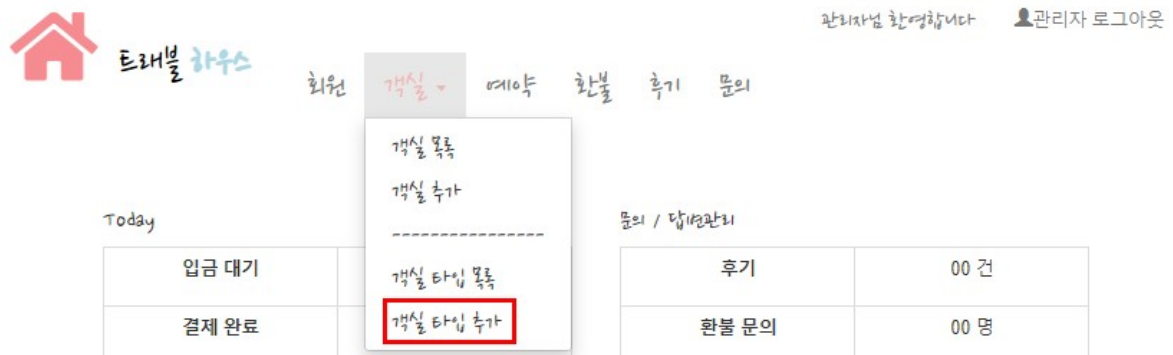 관리자님 환영합니다 관리자 로그아웃
트래블 하우스
회원 객실 예약 환불 후기 문의
객실 목록
객실 추가
----------------
객실 타입 목록
객실 타입 추가
Today
입금 대기
결제 완료
문의 / 답변관리
후기 00 건
환불 문의 00 명